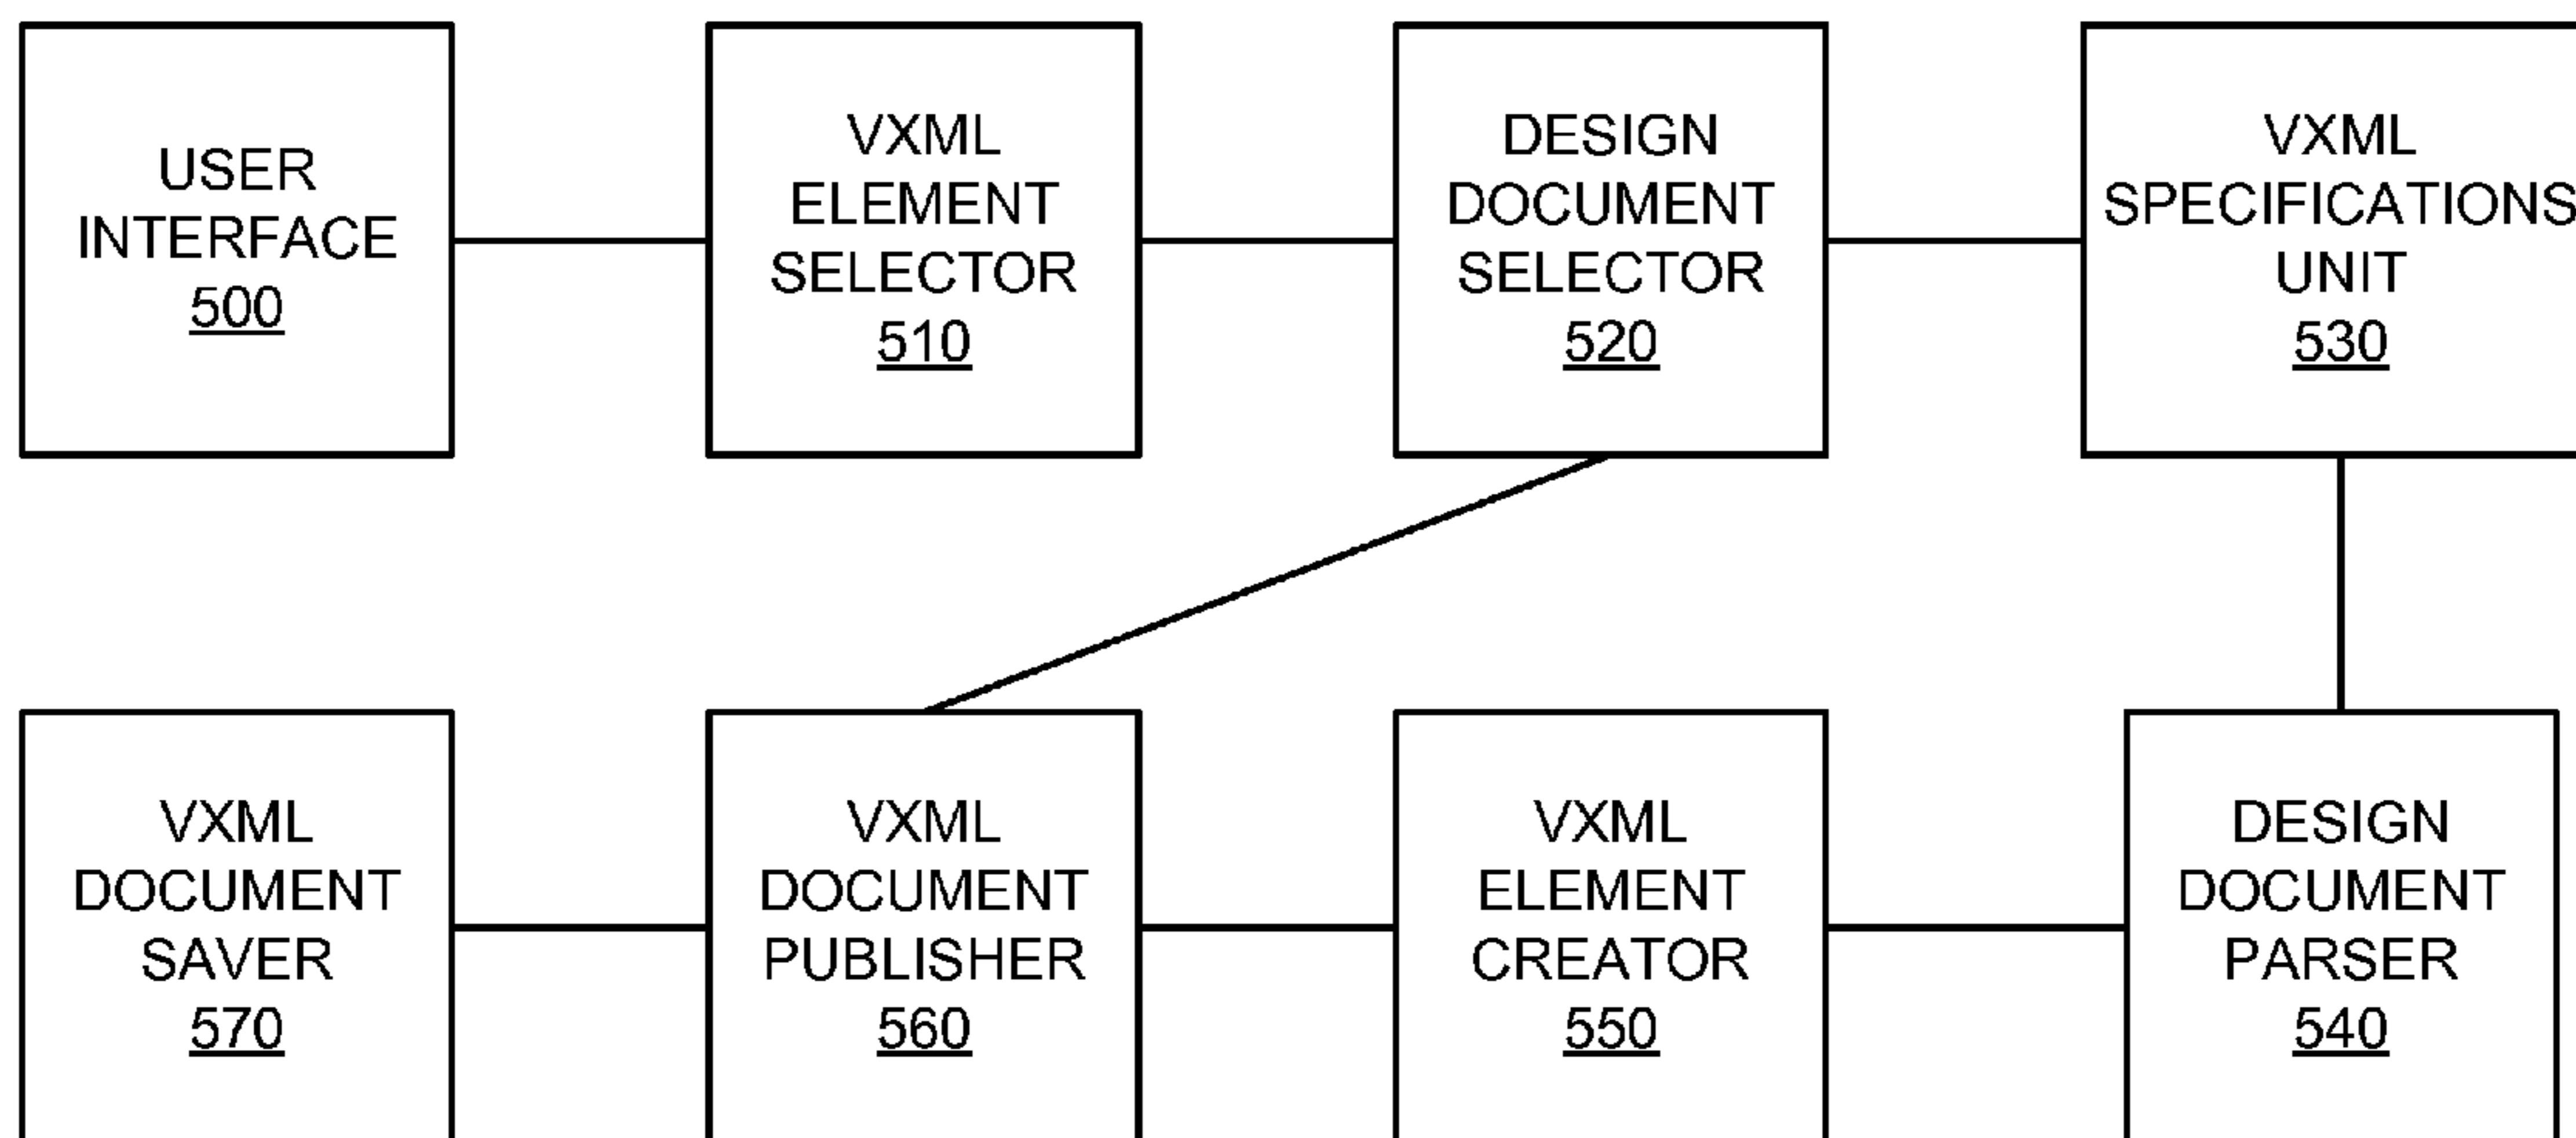 USER
INTERFACE
500
VXML
ELEMENT
SELECTOR
510
DESIGN
DOCUMENT
SELECTOR
520
VXML
SPECIFICATIONS
UNIT
530
VXML
DOCUMENT
SAVER
570
VXML
DOCUMENT
PUBLISHER
560
VXML
ELEMENT
CREATOR
550
DESIGN
DOCUMENT
PARSER
540